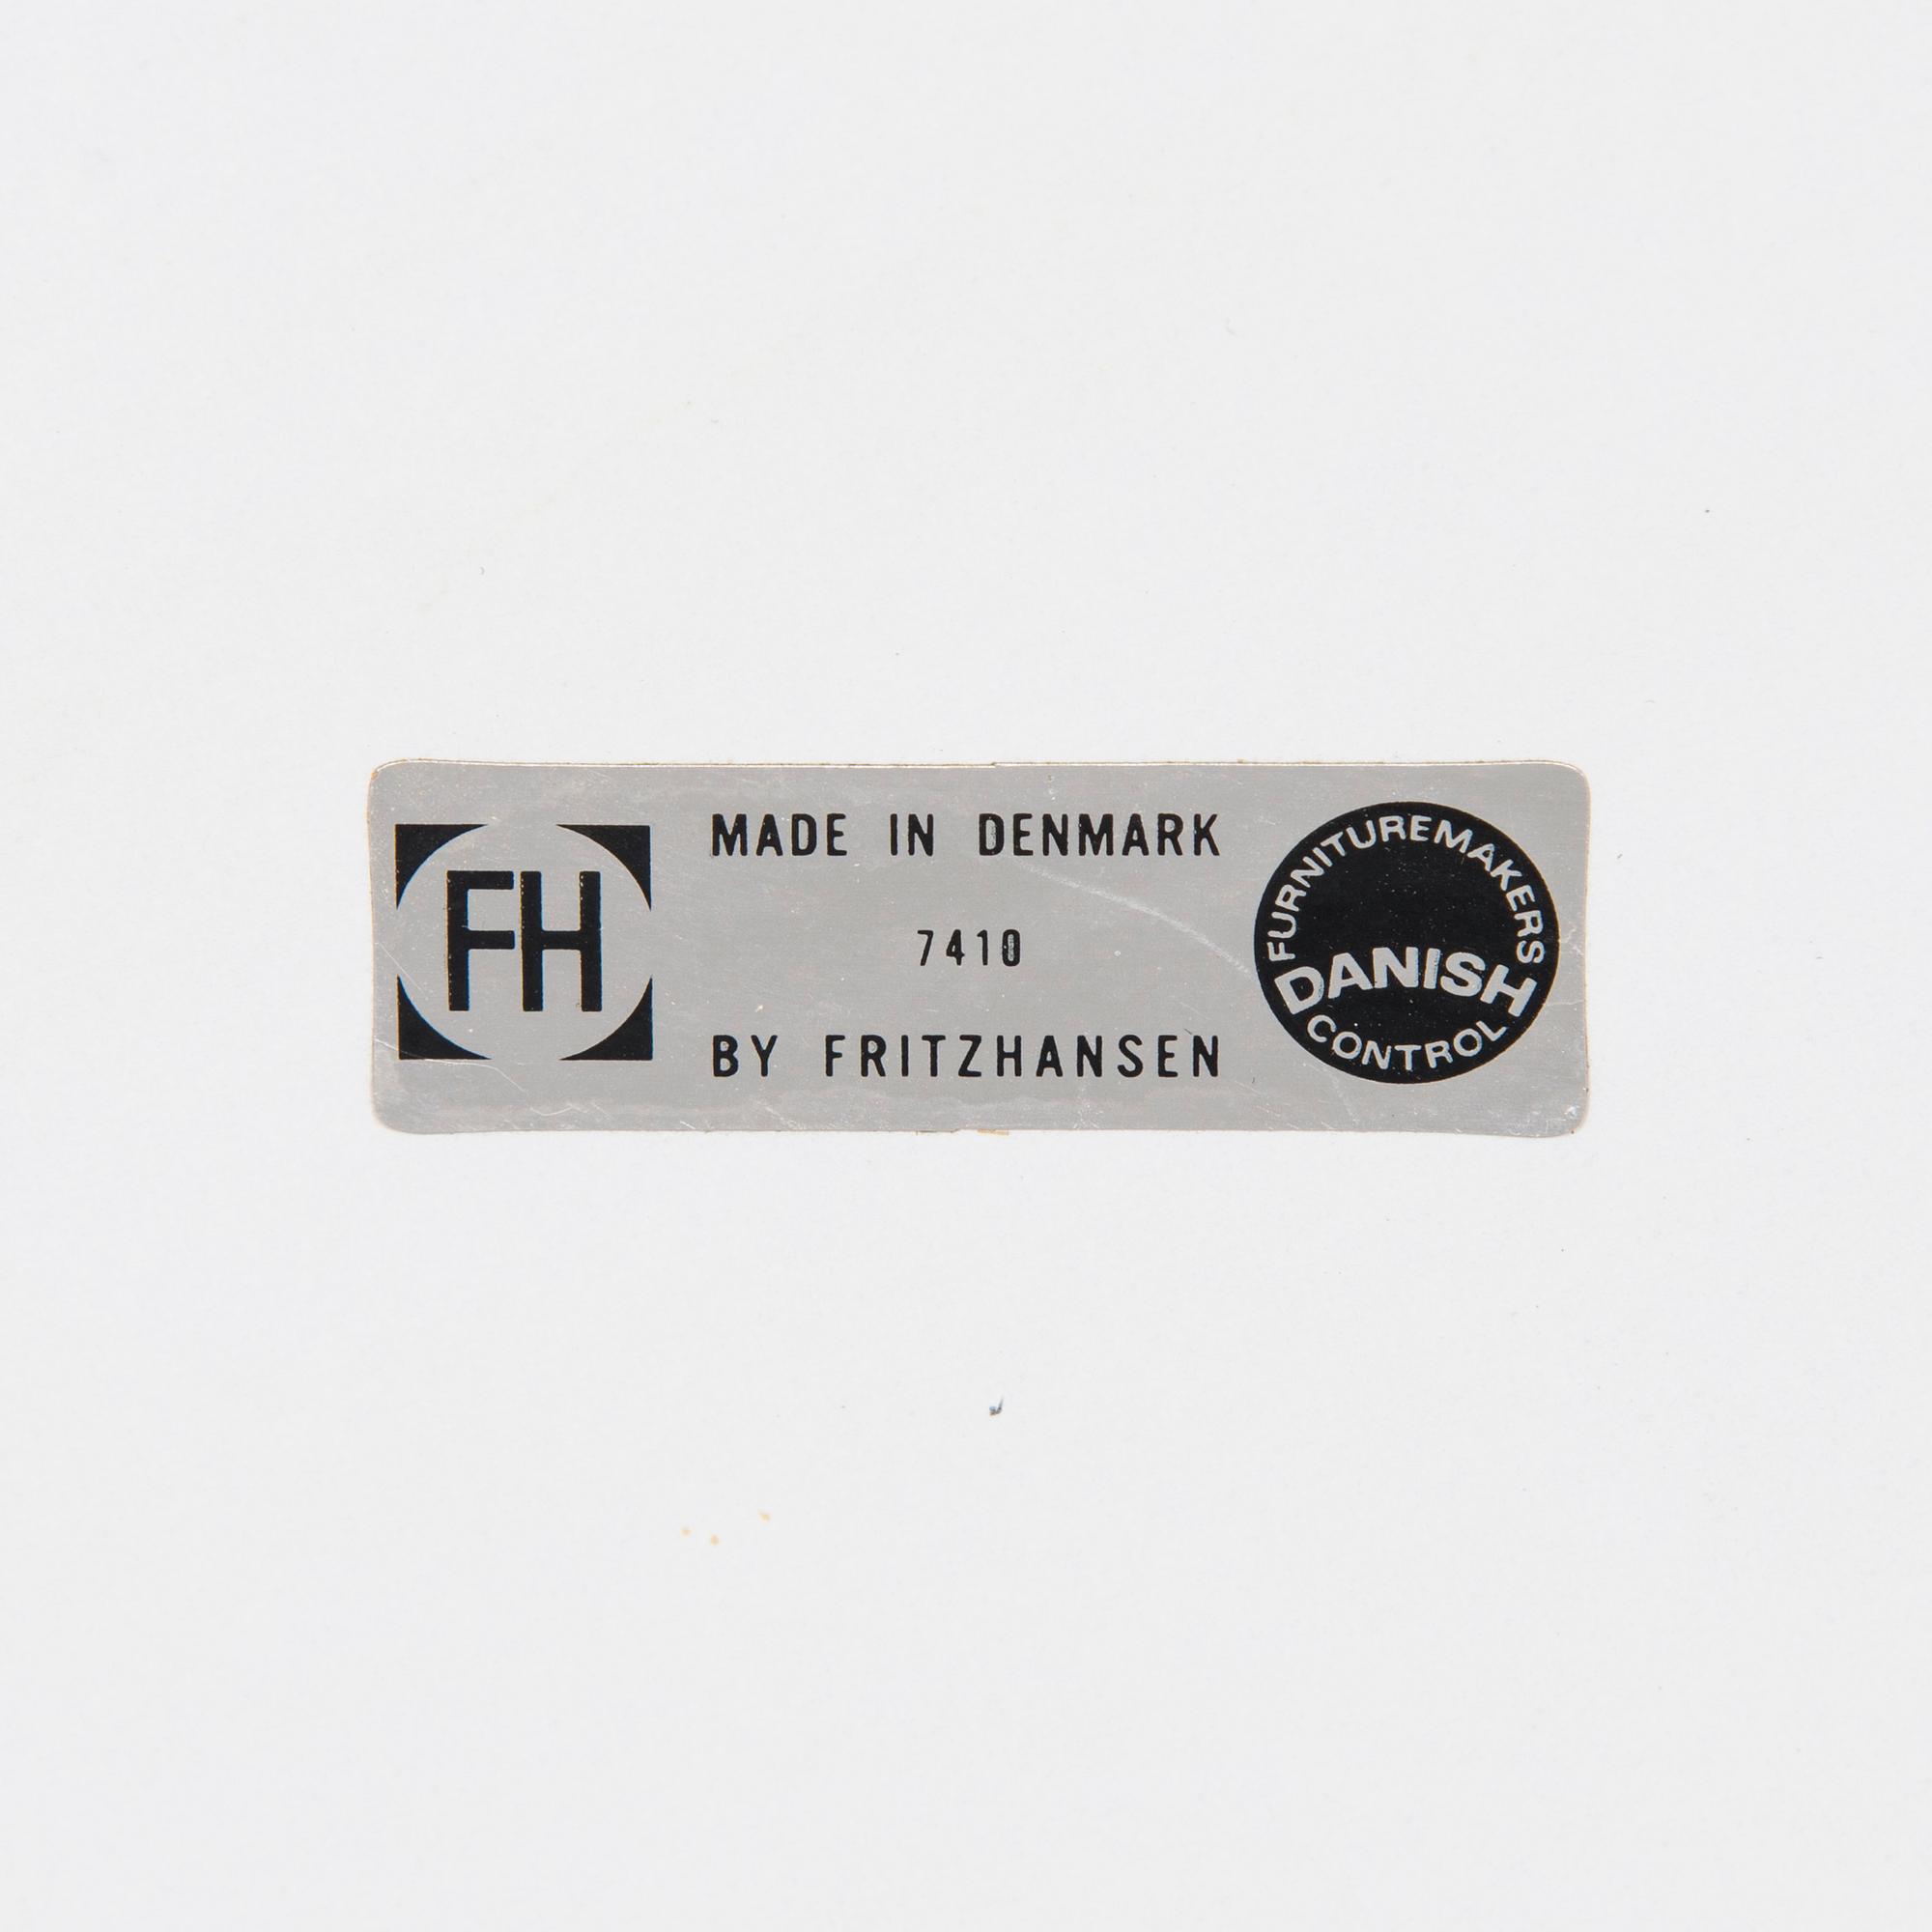 FH
MADE IN DENMARK
7410
BY FRITZHANSEN
FURNITUREMAKERS
DANISH
CONTROL